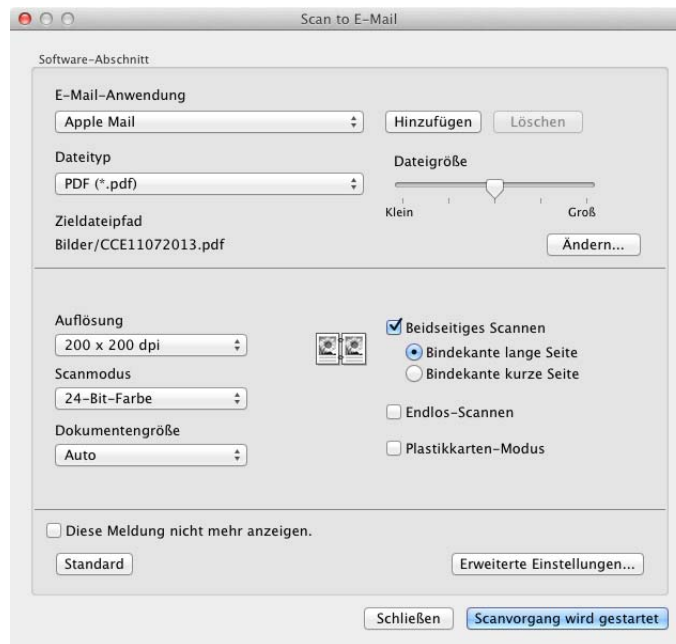 Scan to E-Mail
Software-Abschnitt
E-Mail-Anwendung
Apple Mail
Hinzufügen
Löschen
Dateityp
PDF (*.pdf)
Dateigröße
Klein
Groß
Zieldateipfad
Bilder/CCE11072013.pdf
Ändern...
Auflösung
200 x 200 dpi
Scanmodus
24-Bit-Farbe
Dokumentengröße
Auto
Beidseitiges Scannen
Bindekante lange Seite
Bindekante kurze Seite
Endlos-Scannen
Plastikkarten-Modus
Diese Meldung nicht mehr anzeigen.
Standard
Erweiterte Einstellungen...
Schließen
Scanvorgang wird gestartet